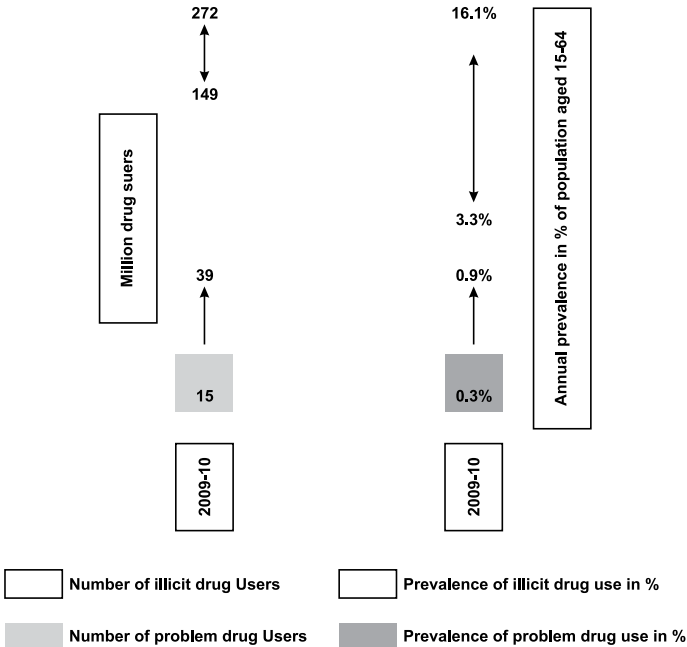 272
149
Million drug suers
39
15
2009-10
16.1%
3.3%
0.9%
0.3%
2009-10
Annual prevalence in % of population aged 15-64
Number of illicit drug Users
Prevalence of illicit drug use in %
Number of problem drug Users
Prevalence of problem drug use in %